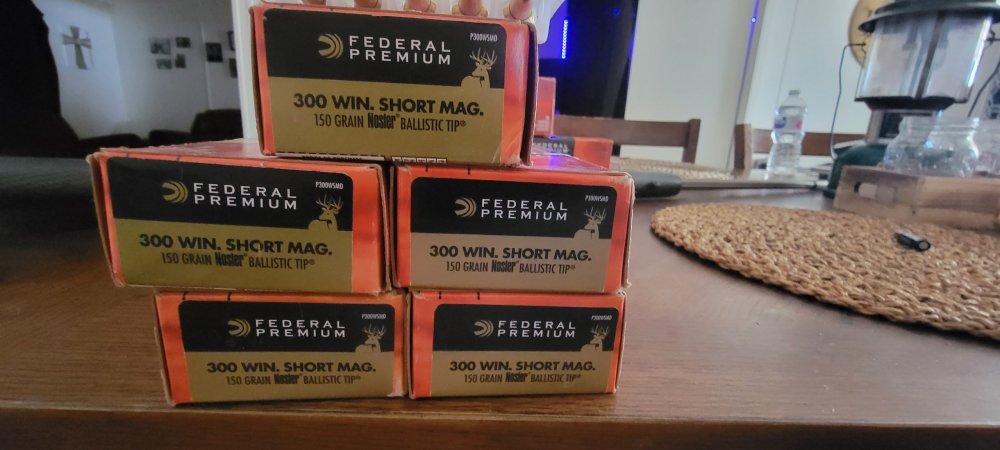 P300WSMD
FEDERAL
PREMIUM
300 WIN. SHORT MAG.
150 GRAIN Nosler® BALLISTIC TIP®
P300WSMD
FEDERAL
PREMIUM
300 WIN. SHORT MAG.
150 GRAIN Nosler® BALLISTIC TIP®
P300WSMD
FEDERAL
PREMIUM
300 WIN. SHORT MAG.
150 GRAIN Nosler® BALLISTIC TIP®
P300WSMD
FEDERAL
PREMIUM
300 WIN. SHORT MAG.
150 GRAIN Nosler® BALLISTIC TIP®
P300WSMD
FEDERAL
PREMIUM
300 WIN. SHORT MAG.
150 GRAIN Nosler® BALLISTIC TIP®